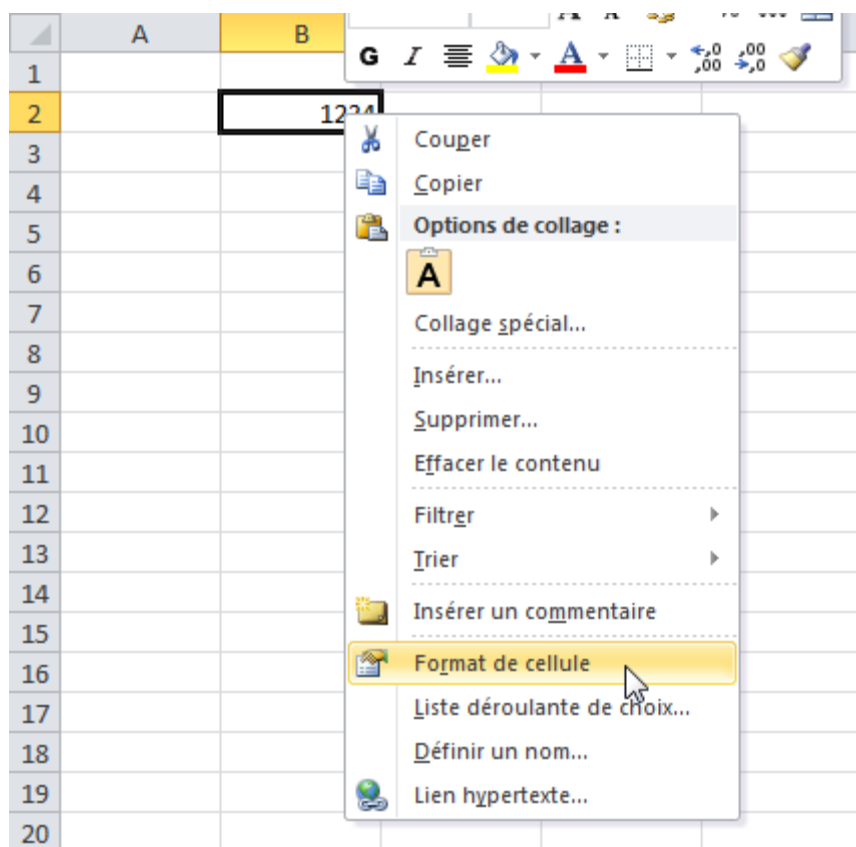 A B
G I A ,00 ,0
1
2 1234
3
4
5
6
7
8
9
10
11
12
13
14
15
16
17
18
19
20
Couper
Copier
Options de collage :
A
Collage spécial...
Insérer...
Supprimer...
Effacer le contenu
Filtrer
Trier
Insérer un commentaire
Format de cellule
Liste déroulante de choix...
Définir un nom...
Lien hypertexte...